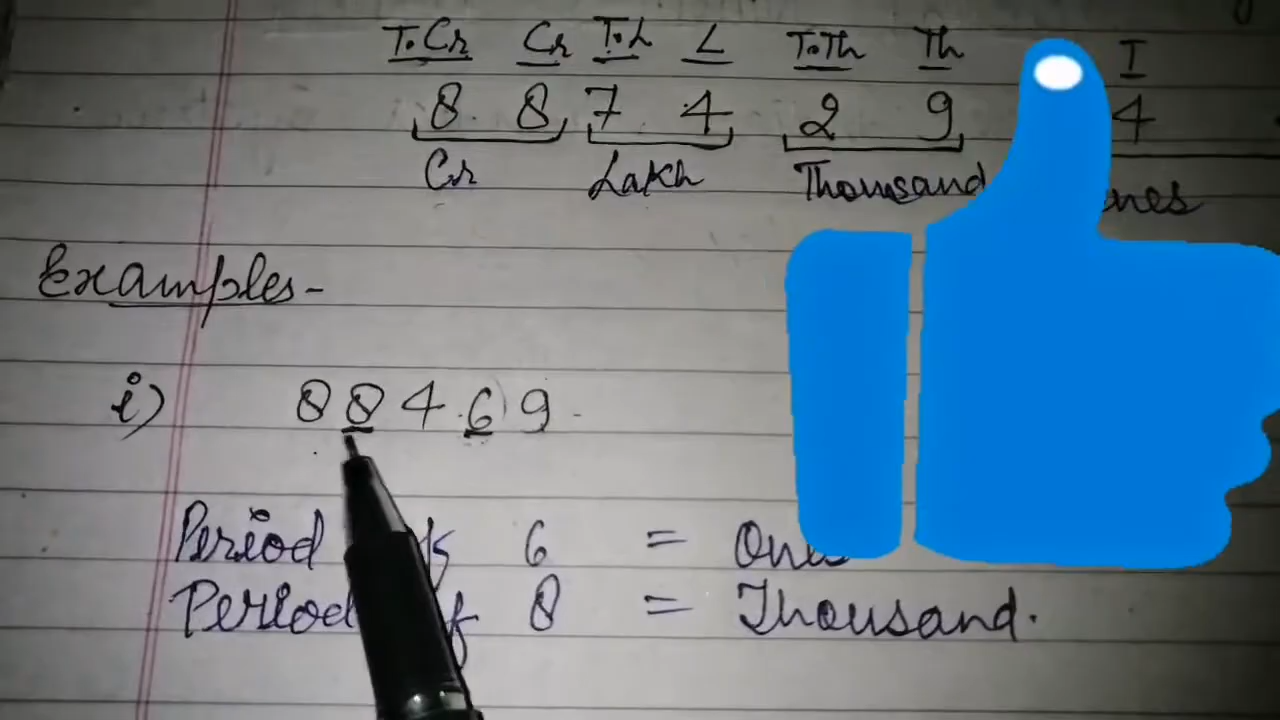 T.Cr Cr T.L L T.Th Th I
8 8 7 4 2 9 4
Cr Lakh Thousand
Examples-
i) 88469
Period 6 =
Period 8 = Thousand.